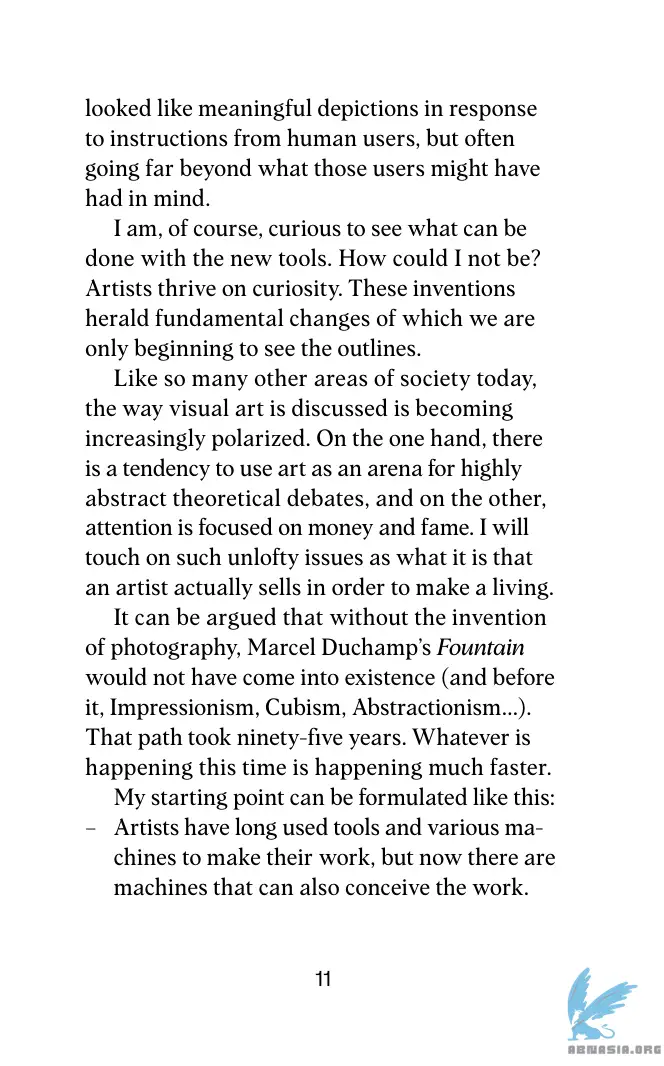 looked like meaningful depictions in response
to instructions from human users, but often
going far beyond what those users might have
had in mind.
I am, of course, curious to see what can be
done with the new tools. How could I not be?
Artists thrive on curiosity. These inventions
herald fundamental changes of which we are
only beginning to see the outlines.
Like so many other areas of society today,
the way visual art is discussed is becoming
increasingly polarized. On the one hand, there
is a tendency to use art as an arena for highly
abstract theoretical debates, and on the other,
attention is focused on money and fame. I will
touch on such unlofty issues as what it is that
an artist actually sells in order to make a living.
It can be argued that without the invention
of photography, Marcel Duchamp’s Fountain
would not have come into existence (and before
it, Impressionism, Cubism, Abstractionism...).
That path took ninety-five years. Whatever is
happening this time is happening much faster.
My starting point can be formulated like this:
– Artists have long used tools and various ma-
chines to make their work, but now there are
machines that can also conceive the work.
11
ABNASIA.ORG